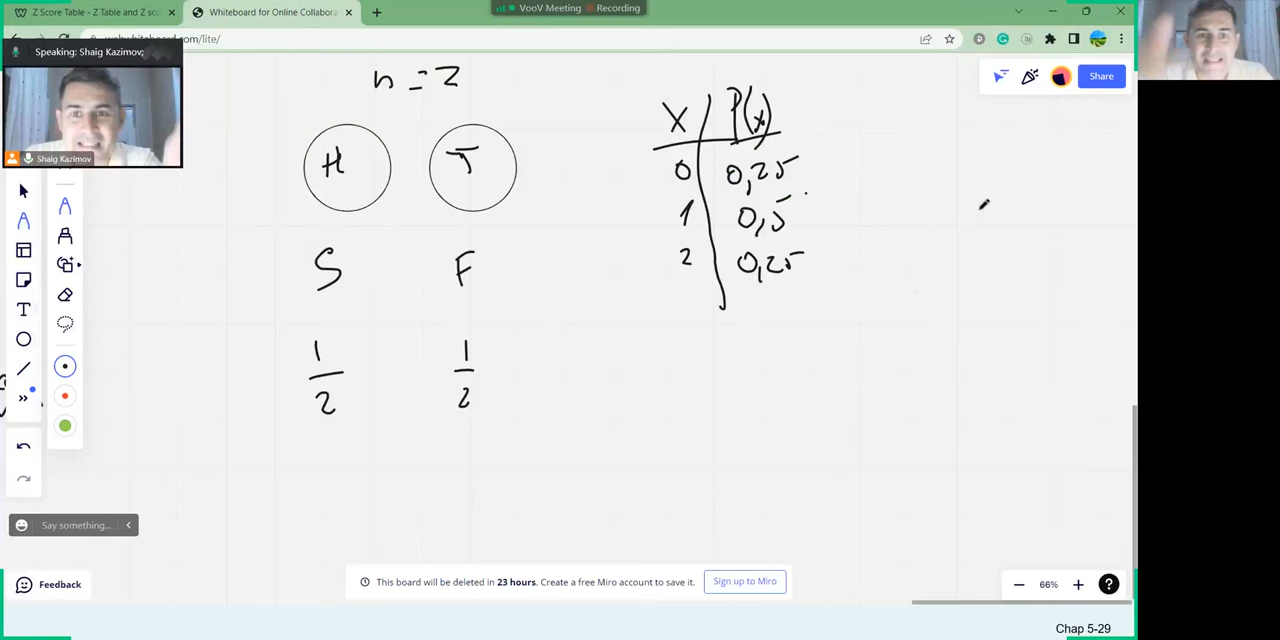 Z Score Table - Z Table and Z sco
Whiteboard for Online Collabora
VooV Meeting
Recording
webwhiteboard.com/lite/
Speaking: Shaig Kazimov;
Shaig Kazimov
Share
n = 2
H T
S F
1/2 1/2
X P(x)
0 0,25
1 0,5
2 0,25
T
Say something...
Feedback
This board will be deleted in 23 hours. Create a free Miro account to save it.
Sign up to Miro
66%
?
Chap 5-29